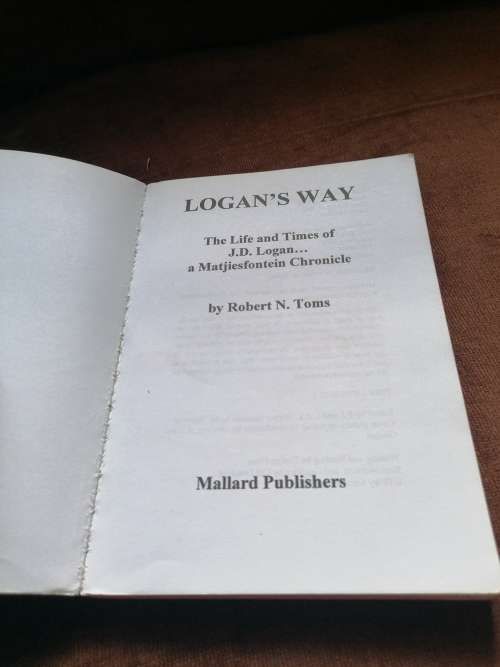 LOGAN'S WAY
The Life and Times of
J.D. Logan...
a Matjiesfontein Chronicle
by Robert N. Toms
Mallard Publishers